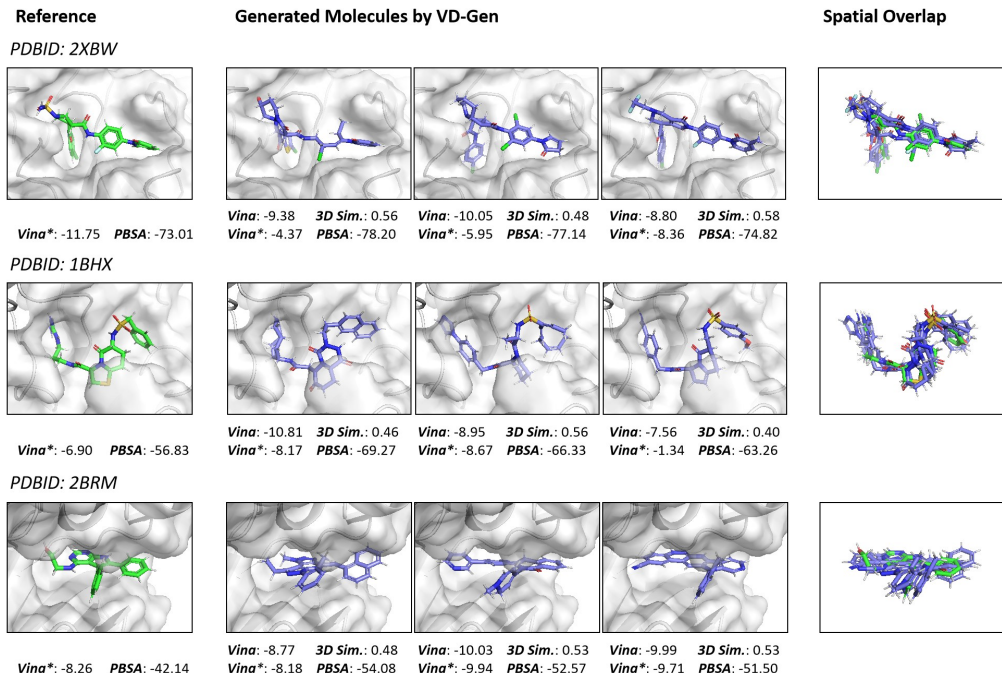 Reference
Generated Molecules by VD-Gen
Spatial Overlap
PDBID: 2XBW
Vina: -9.38 3D Sim.: 0.56
Vina: -10.05 3D Sim.: 0.48
Vina: -8.80 3D Sim.: 0.58
Vina*: -11.75 PBSA: -73.01
Vina*: -4.37 PBSA: -78.20
Vina*: -5.95 PBSA: -77.14
Vina*: -8.36 PBSA: -74.82
PDBID: 1BHX
Vina: -10.81 3D Sim.: 0.46
Vina: -8.95 3D Sim.: 0.56
Vina: -7.56 3D Sim.: 0.40
Vina*: -6.90 PBSA: -56.83
Vina*: -8.17 PBSA: -69.27
Vina*: -8.67 PBSA: -66.33
Vina*: -1.34 PBSA: -63.26
PDBID: 2BRM
Vina: -8.77 3D Sim.: 0.48
Vina: -10.03 3D Sim.: 0.53
Vina: -9.99 3D Sim.: 0.53
Vina*: -8.26 PBSA: -42.14
Vina*: -8.18 PBSA: -54.08
Vina*: -9.94 PBSA: -52.57
Vina*: -9.71 PBSA: -51.50